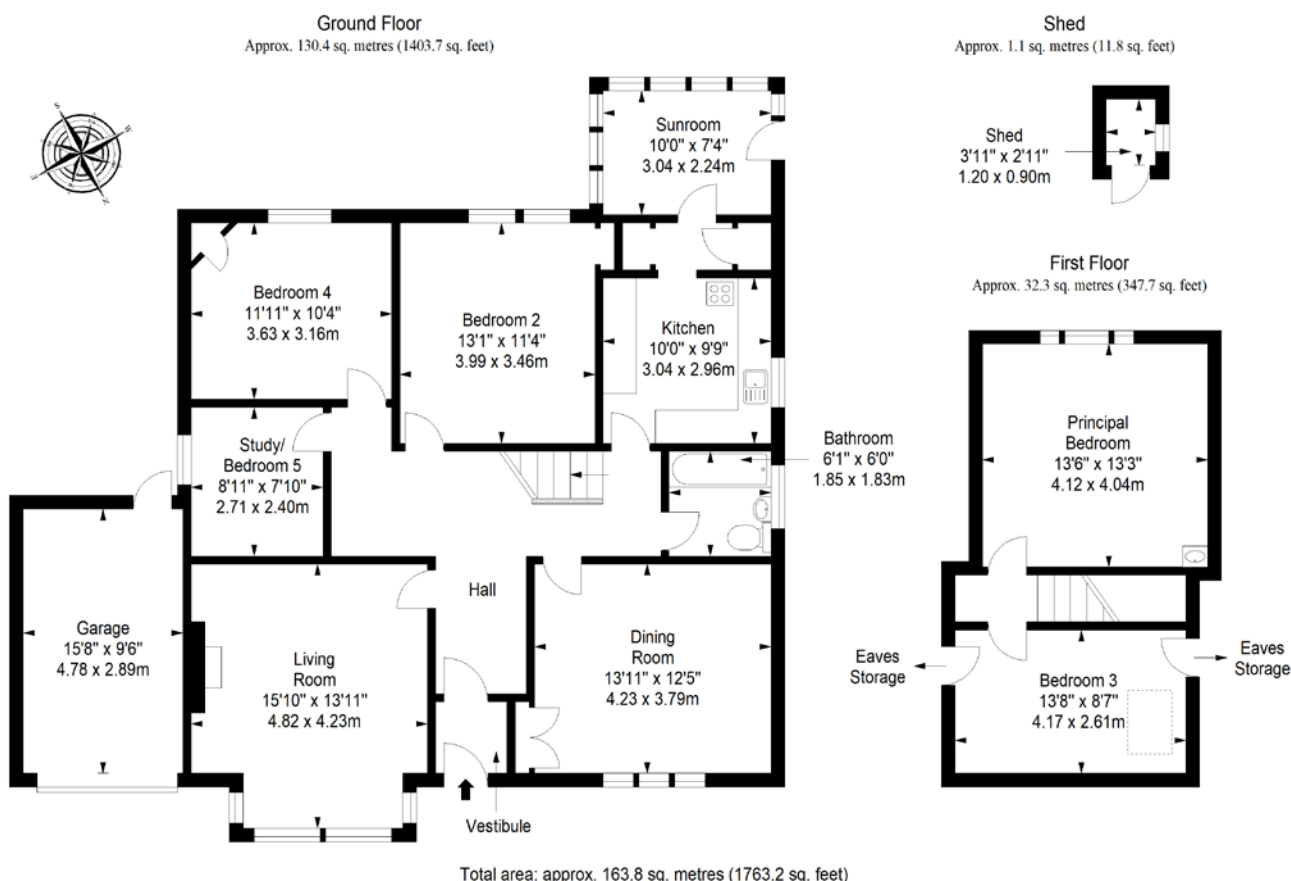 Ground Floor
Approx. 130.4 sq. metres (1403.7 sq. feet)
Shed
Approx. 1.1 sq. metres (11.8 sq. feet)
S
W
E
N
Sunroom
10'0" x 7'4"
3.04 x 2.24m
Shed
3'11" x 2'11"
1.20 x 0.90m
Bedroom 4
11'11" x 10'4"
3.63 x 3.16m
Bedroom 2
13'1" x 11'4"
3.99 x 3.46m
Kitchen
10'0" x 9'9"
3.04 x 2.96m
First Floor
Approx. 32.3 sq. metres (347.7 sq. feet)
Study/
Bedroom 5
8'11" x 7'10"
2.71 x 2.40m
Bathroom
6'1" x 6'0"
1.85 x 1.83m
Principal
Bedroom
13'6" x 13'3"
4.12 x 4.04m
Hall
Garage
15'8" x 9'6"
4.78 x 2.89m
Living
Room
15'10" x 13'11"
4.82 x 4.23m
Dining
Room
13'11" x 12'5"
4.23 x 3.79m
Eaves
Storage
Bedroom 3
13'8" x 8'7"
4.17 x 2.61m
Eaves
Storage
Vestibule
Total area: approx. 163.8 sq. metres (1763.2 sq. feet)